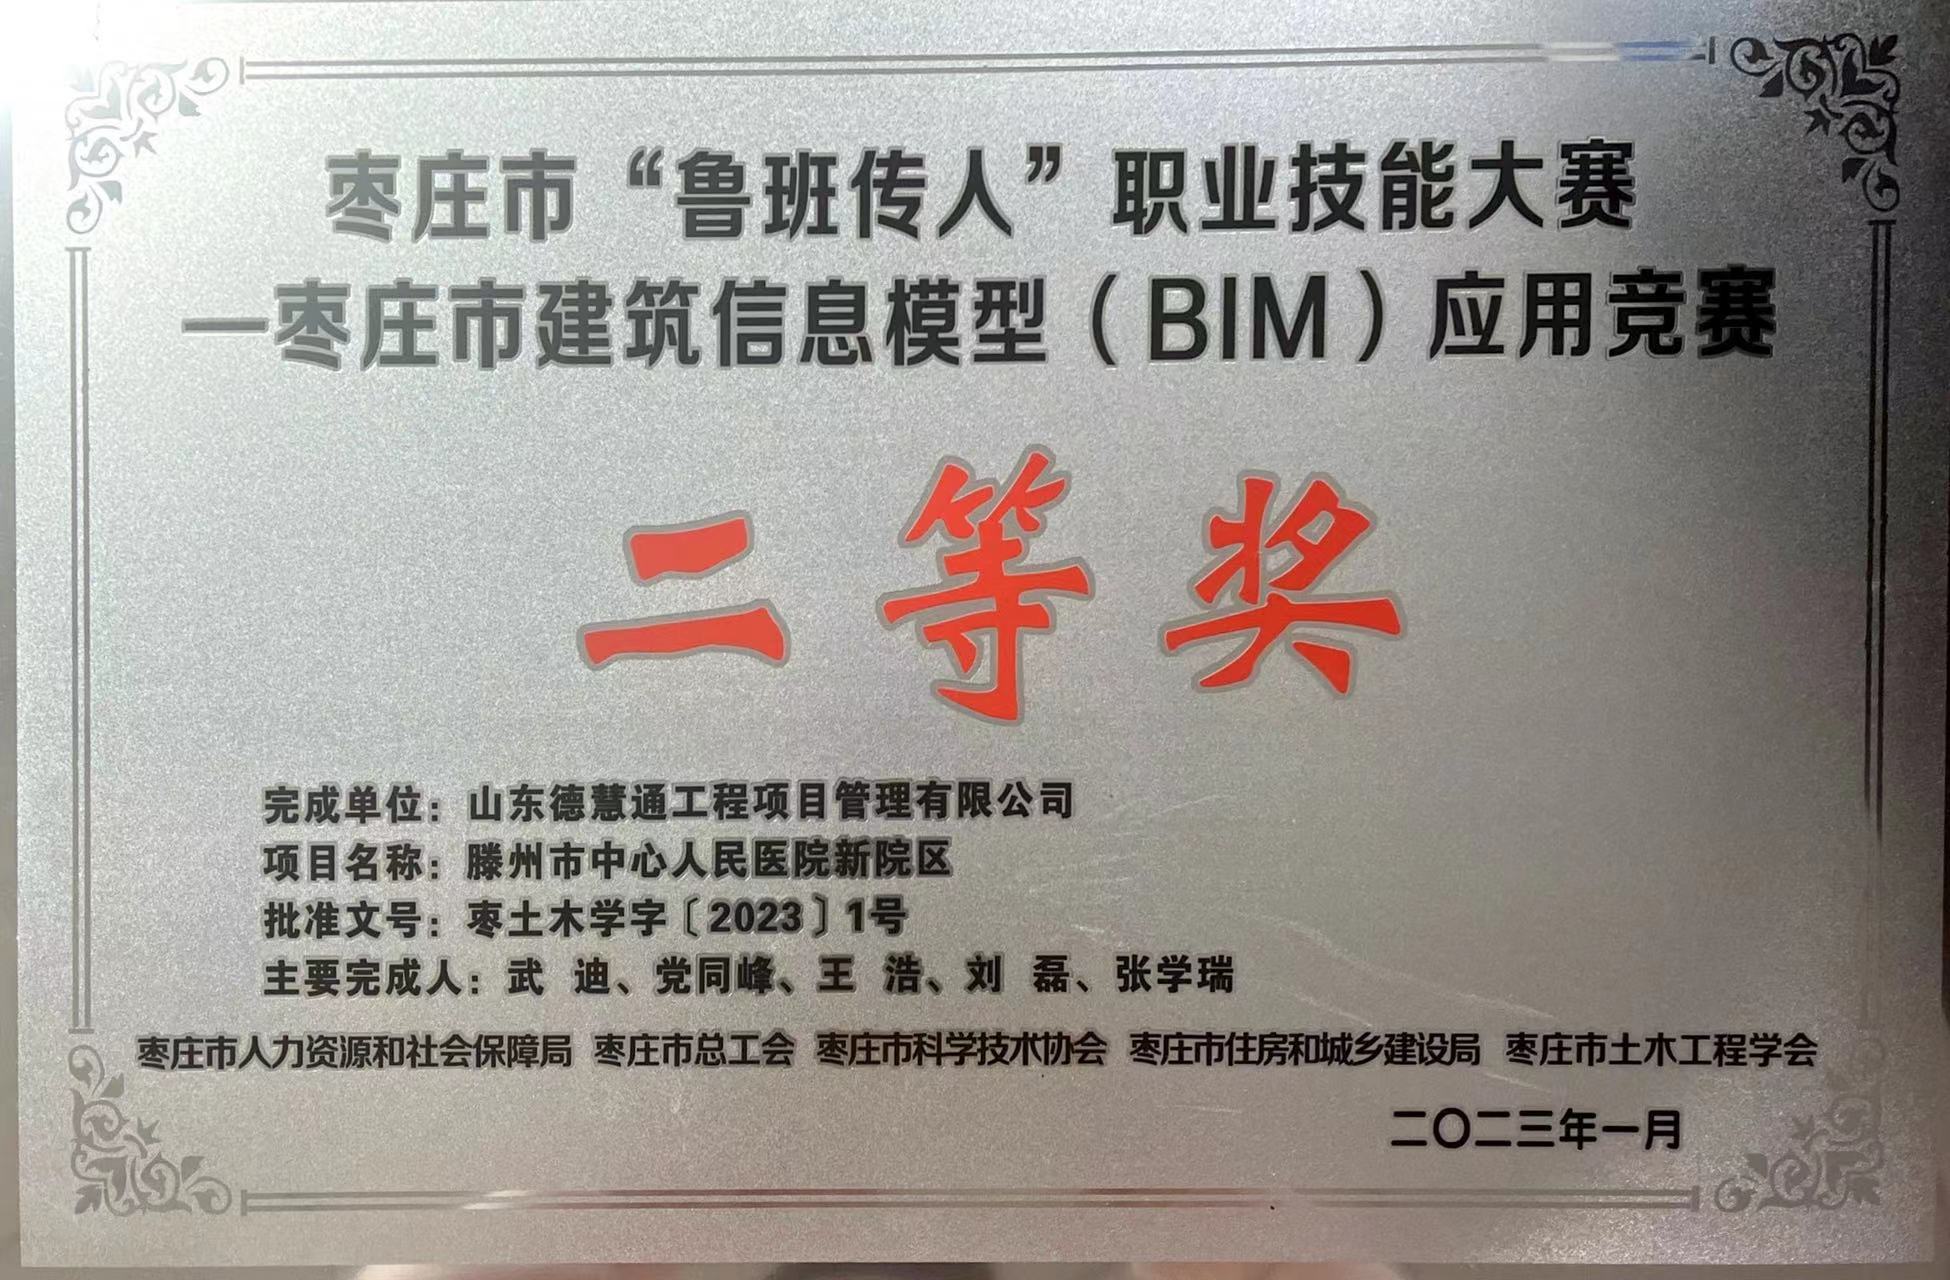 枣庄市“鲁班传人”职业技能大赛
—枣庄市建筑信息模型（BIM）应用竞赛
二等奖
完成单位：山东德慧通工程项目管理有限公司
项目名称：滕州市中心人民医院新院区
批准文号：枣土木学字〔2023〕1号
主要完成人：武 迪、党同峰、王 浩、刘 磊、张学瑞
枣庄市人力资源和社会保障局 枣庄市总工会 枣庄市科学技术协会 枣庄市住房和城乡建设局 枣庄市土木工程学会
二〇二三年一月